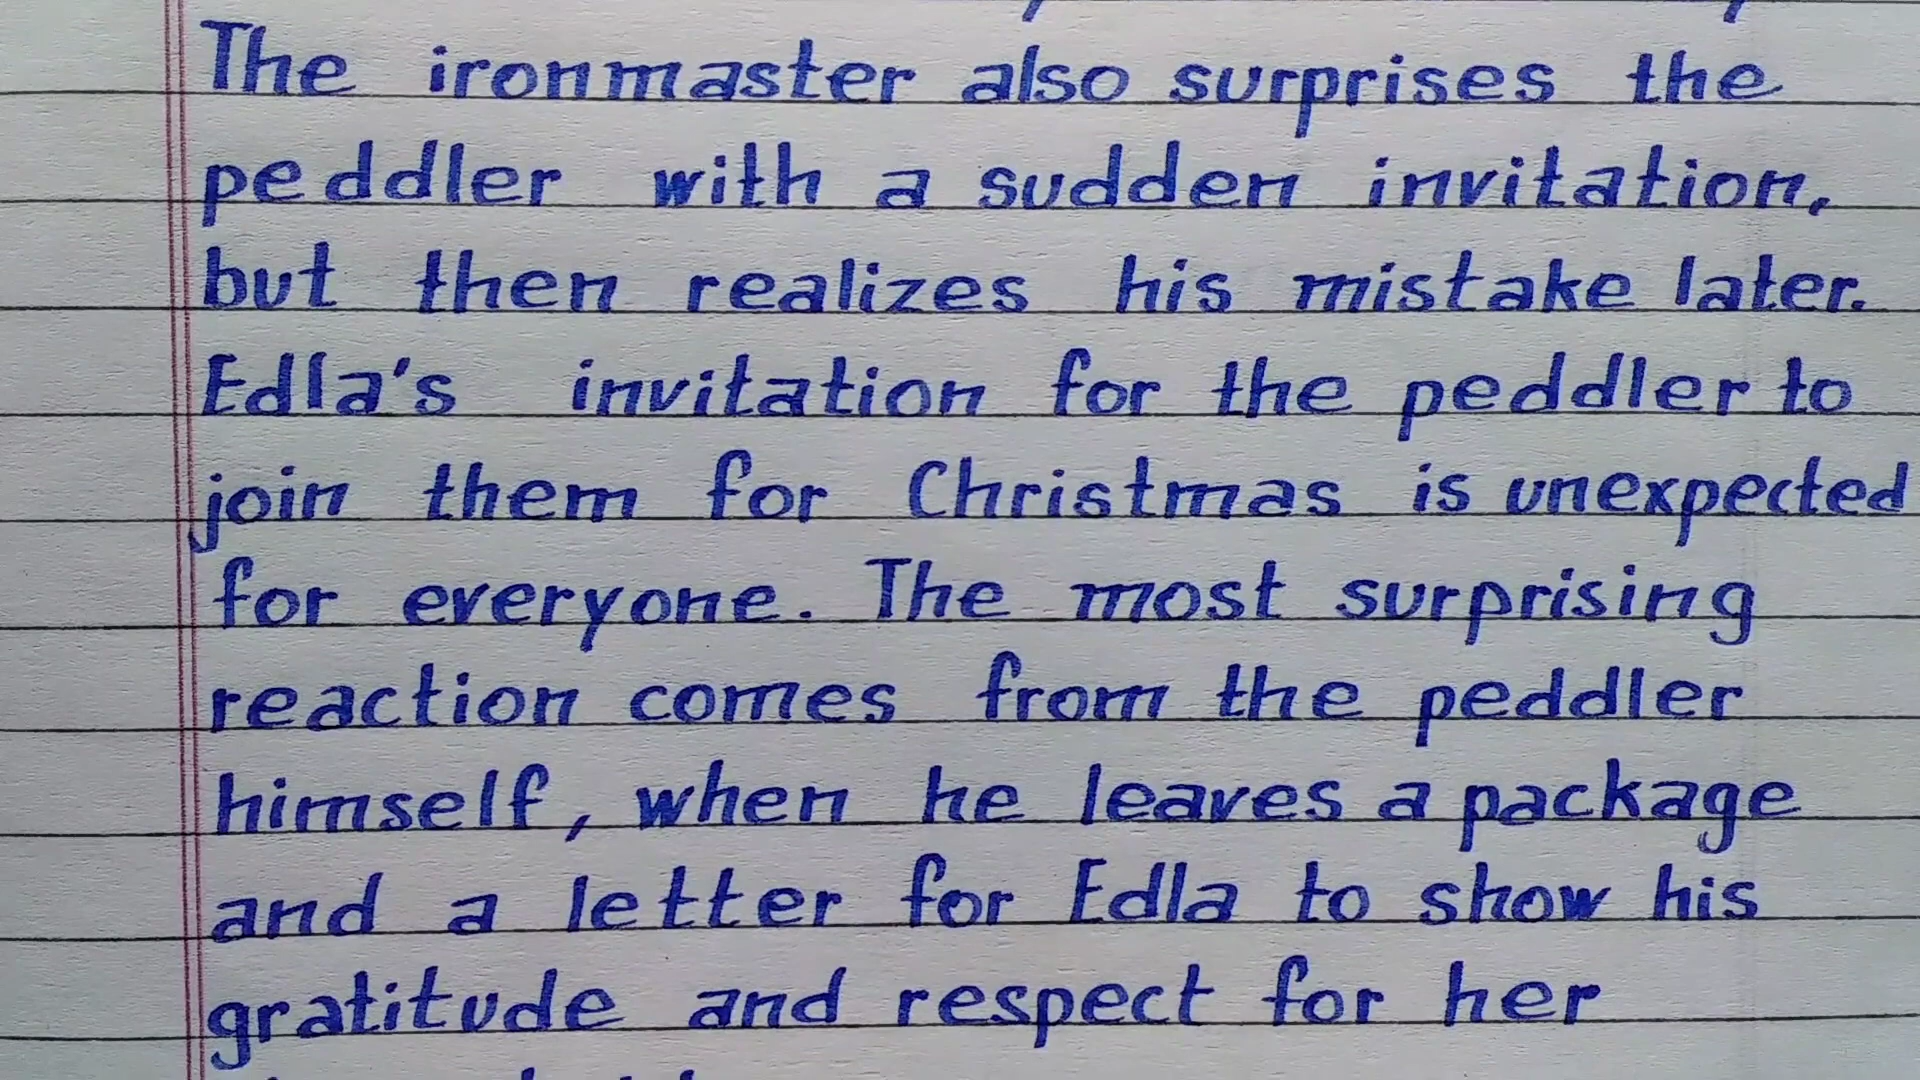 The ironmaster also surprises the
peddler with a sudden invitation,
but then realizes his mistake later.
Edla's invitation for the peddler to
join them for Christmas is unexpected
for everyone. The most surprising
reaction comes from the peddler
himself, when he leaves a package
and a letter for Edla to show his
gratitude and respect for her